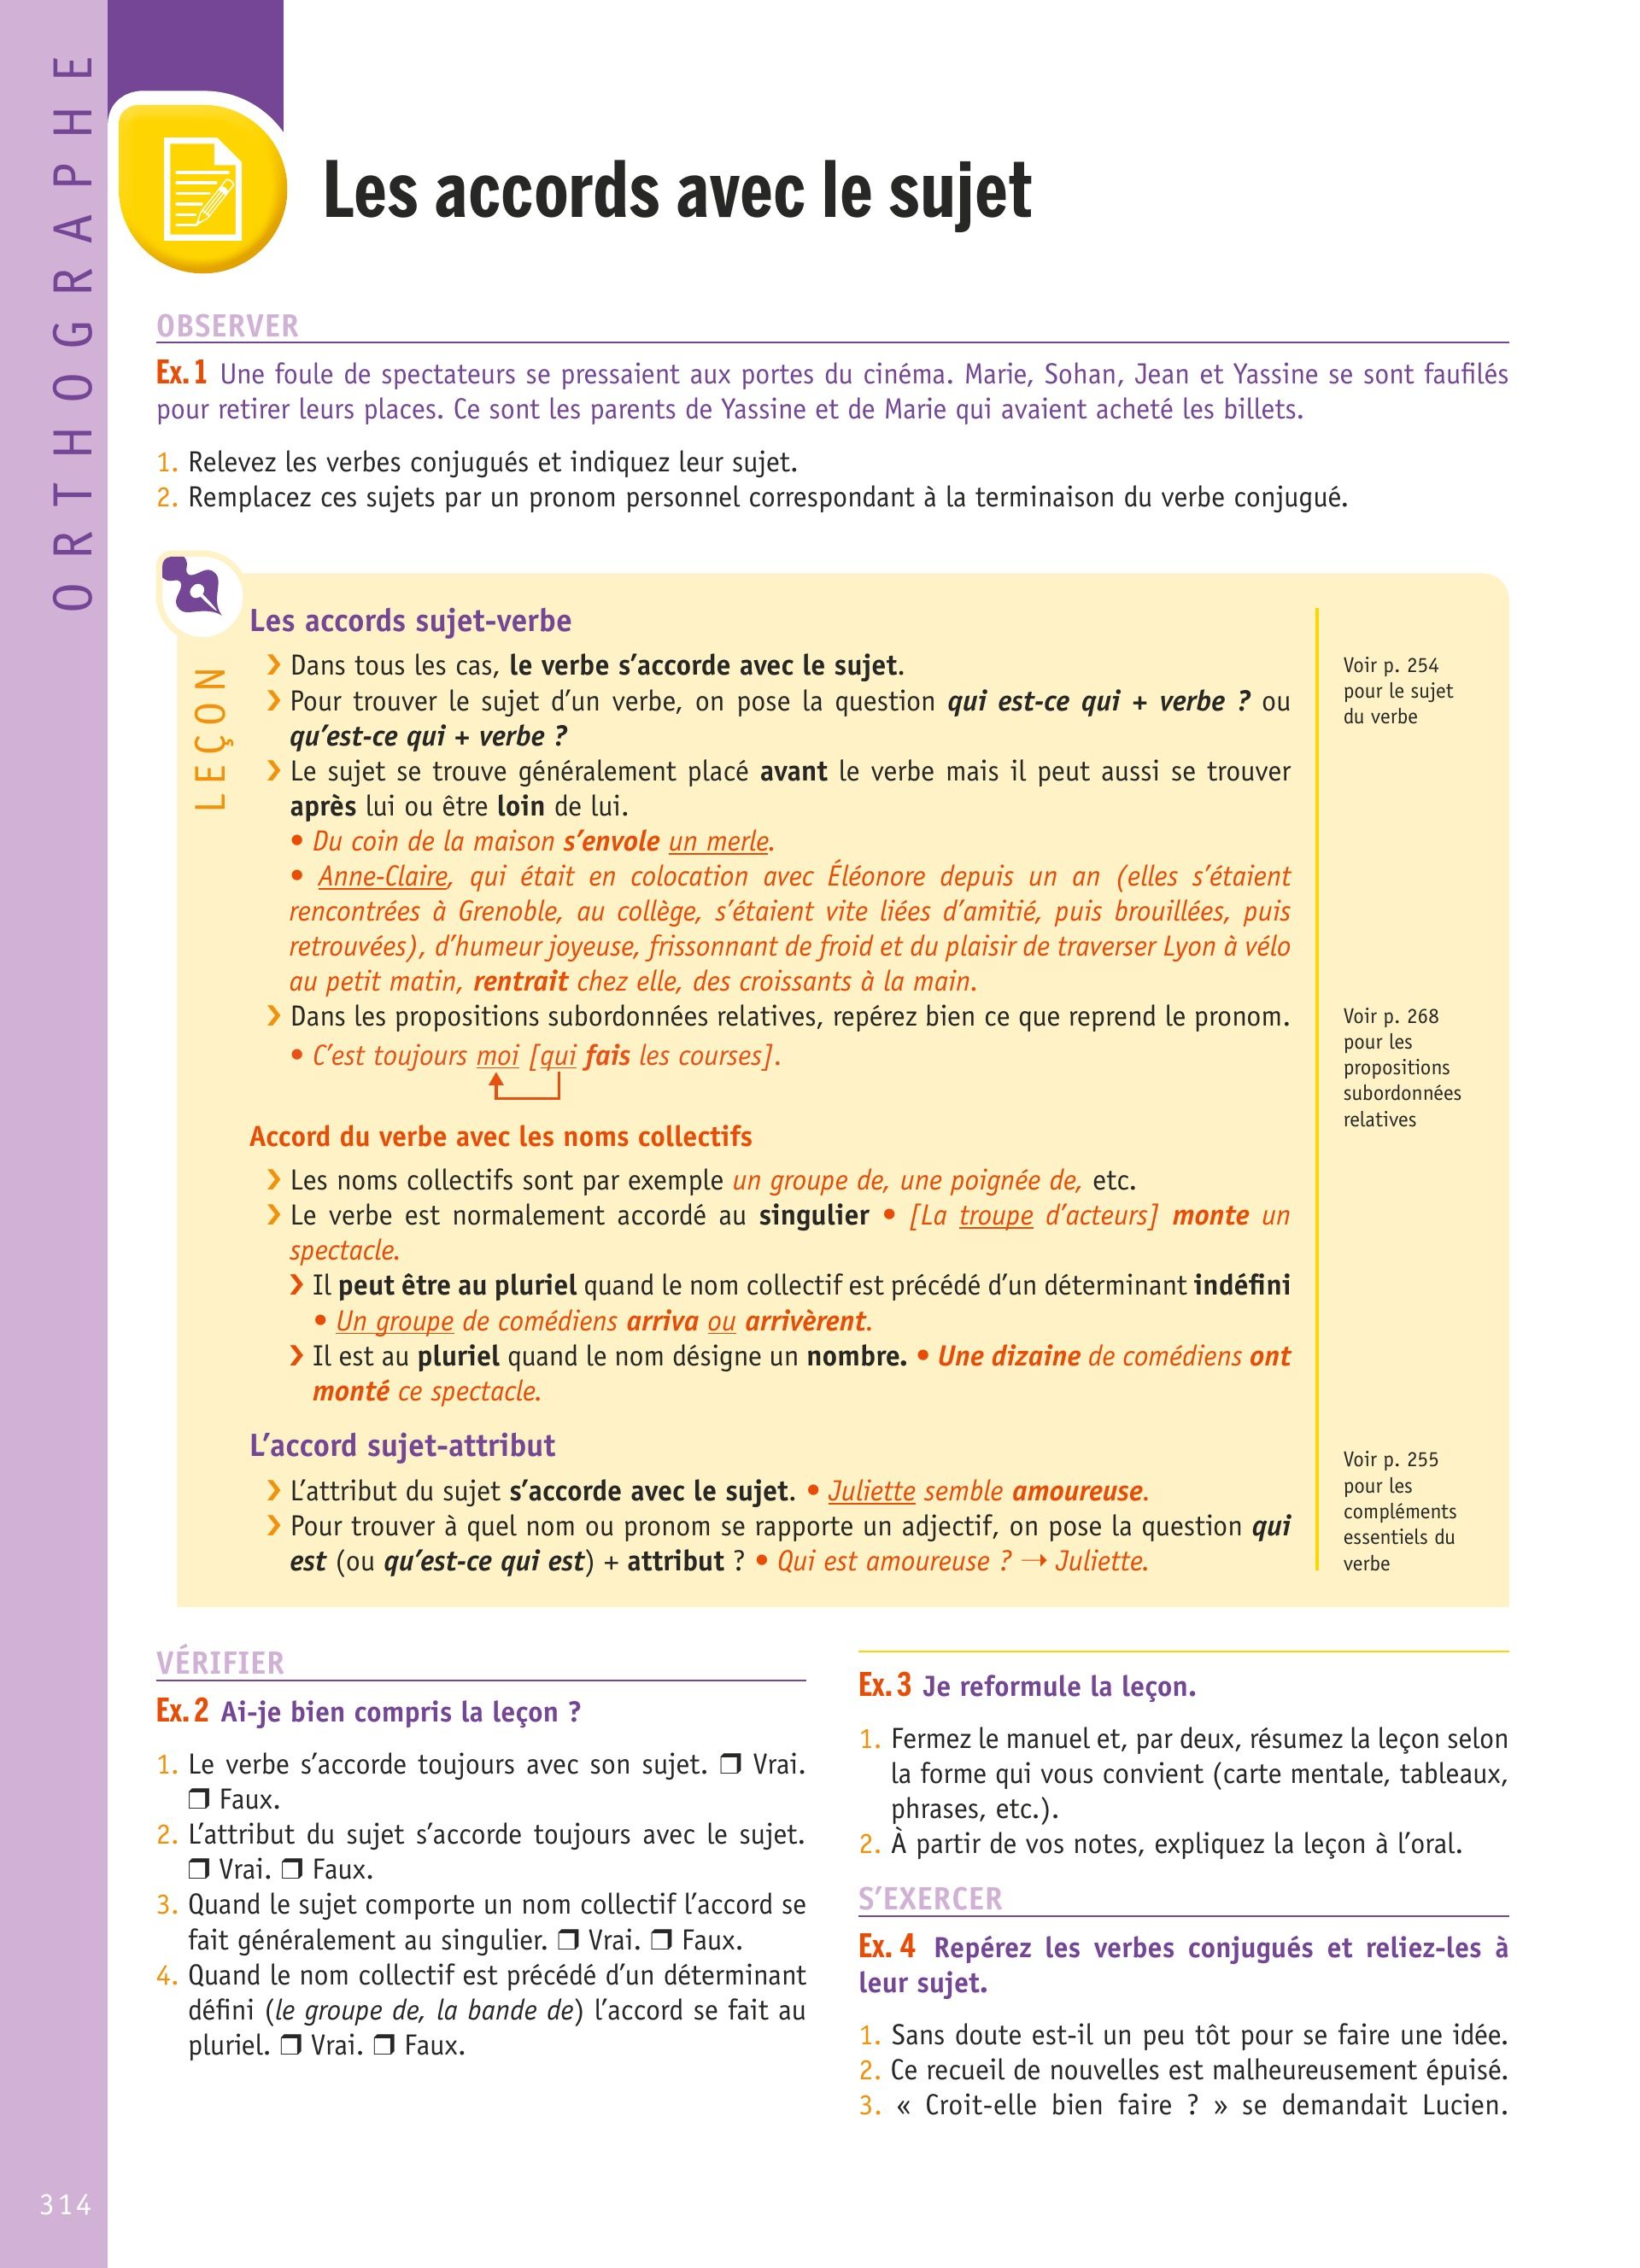 ORTHOGRAPHE
Les accords avec le sujet
OBSERVER
Ex. 1 Une foule de spectateurs se pressaient aux portes du cinéma. Marie, Sohan, Jean et Yassine se sont faufilés
pour retirer leurs places. Ce sont les parents de Yassine et de Marie qui avaient acheté les billets.
1. Relevez les verbes conjugués et indiquez leur sujet.
2. Remplacez ces sujets par un pronom personnel correspondant à la terminaison du verbe conjugué.
LEÇON
Les accords sujet-verbe
❯ Dans tous les cas, le verbe s’accorde avec le sujet.
❯ Pour trouver le sujet d’un verbe, on pose la question qui est-ce qui + verbe ? ou
qu’est-ce qui + verbe ?
❯ Le sujet se trouve généralement placé avant le verbe mais il peut aussi se trouver
après lui ou être loin de lui.
• Du coin de la maison s’envole un merle.
• Anne-Claire, qui était en colocation avec Éléonore depuis un an (elles s’étaient
rencontrées à Grenoble, au collège, s’étaient vite liées d’amitié, puis brouillées, puis
retrouvées), d’humeur joyeuse, frissonnant de froid et du plaisir de traverser Lyon à vélo
au petit matin, rentrait chez elle, des croissants à la main.
❯ Dans les propositions subordonnées relatives, repérez bien ce que reprend le pronom.
• C’est toujours moi [qui fais les courses].
Accord du verbe avec les noms collectifs
❯ Les noms collectifs sont par exemple un groupe de, une poignée de, etc.
❯ Le verbe est normalement accordé au singulier • [La troupe d’acteurs] monte un
spectacle.
❯ Il peut être au pluriel quand le nom collectif est précédé d’un déterminant indéfini
• Un groupe de comédiens arriva ou arrivèrent.
❯ Il est au pluriel quand le nom désigne un nombre. • Une dizaine de comédiens ont
monté ce spectacle.
L’accord sujet-attribut
❯ L’attribut du sujet s’accorde avec le sujet. • Juliette semble amoureuse.
❯ Pour trouver à quel nom ou pronom se rapporte un adjectif, on pose la question qui
est (ou qu’est-ce qui est) + attribut ? • Qui est amoureuse ? → Juliette.
Voir p. 254
pour le sujet
du verbe
Voir p. 268
pour les
propositions
subordonnées
relatives
Voir p. 255
pour les
compléments
essentiels du
verbe
VÉRIFIER
Ex. 2 Ai-je bien compris la leçon ?
1. Le verbe s’accorde toujours avec son sujet. ❒ Vrai.
❒ Faux.
2. L’attribut du sujet s’accorde toujours avec le sujet.
❒ Vrai. ❒ Faux.
3. Quand le sujet comporte un nom collectif l’accord se
fait généralement au singulier. ❒ Vrai. ❒ Faux.
4. Quand le nom collectif est précédé d’un déterminant
défini (le groupe de, la bande de) l’accord se fait au
pluriel. ❒ Vrai. ❒ Faux.
Ex. 3 Je reformule la leçon.
1. Fermez le manuel et, par deux, résumez la leçon selon
la forme qui vous convient (carte mentale, tableaux,
phrases, etc.).
2. À partir de vos notes, expliquez la leçon à l’oral.
S’EXERCER
Ex. 4 Repérez les verbes conjugués et reliez-les à
leur sujet.
1. Sans doute est-il un peu tôt pour se faire une idée.
2. Ce recueil de nouvelles est malheureusement épuisé.
3. « Croit-elle bien faire ? » se demandait Lucien.
314